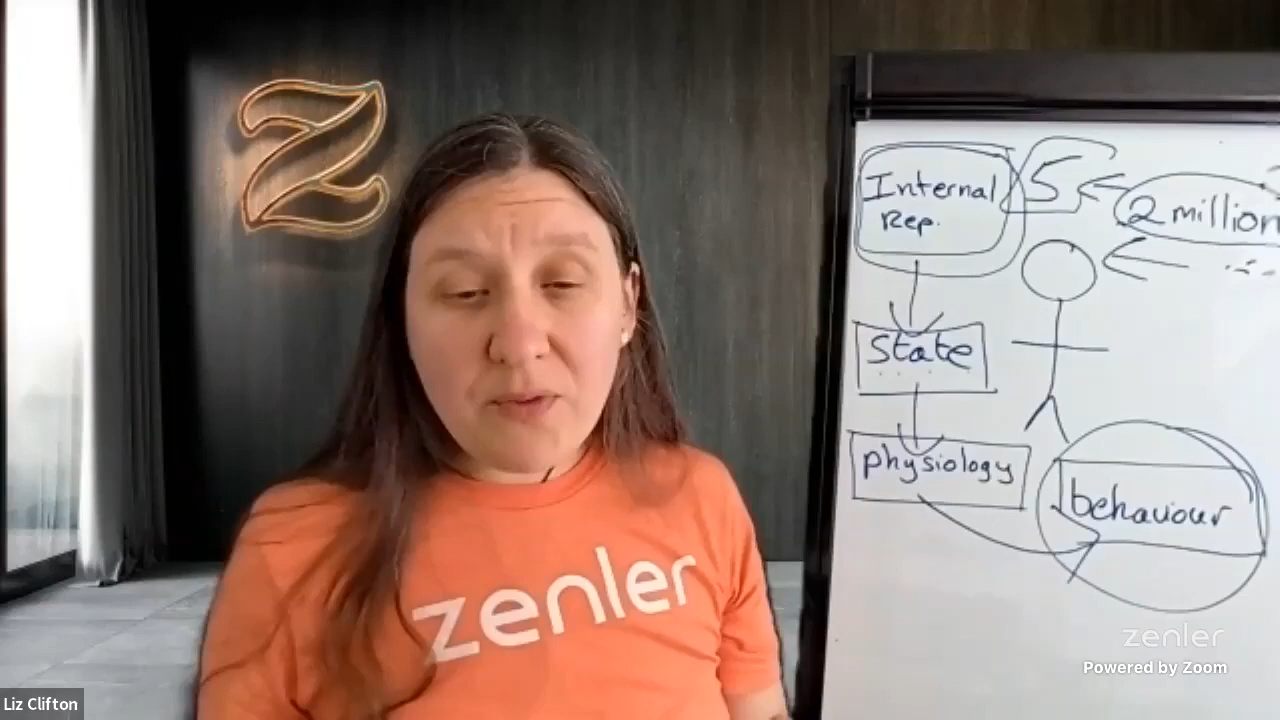 Z
Internal
Rep.
5
2 million
State
physiology
behaviour
zenler
zenler
Powered by Zoom
Liz Clifton